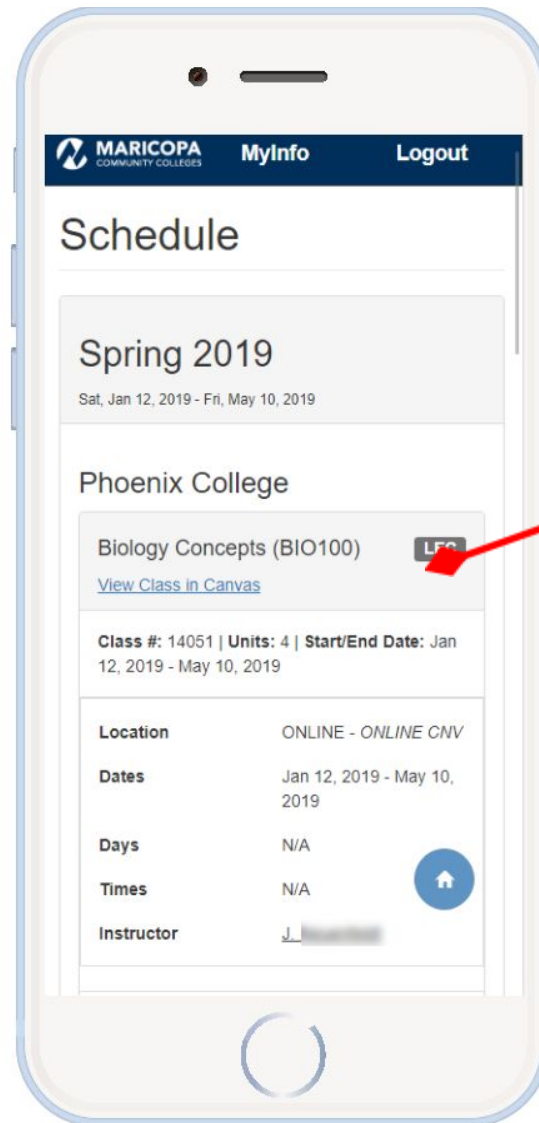 MARICOPA
COMMUNITY COLLEGES
MyInfo
Logout
Schedule
Spring 2019
Sat, Jan 12, 2019 - Fri, May 10, 2019
Phoenix College
Biology Concepts (BIO100)
View Class in Canvas
Class #: 14051 | Units: 4 | Start/End Date: Jan
12, 2019 - May 10, 2019
Location ONLINE - ONLINE CNV
Dates Jan 12, 2019 - May 10,
2019
Days N/A
Times N/A
Instructor J.